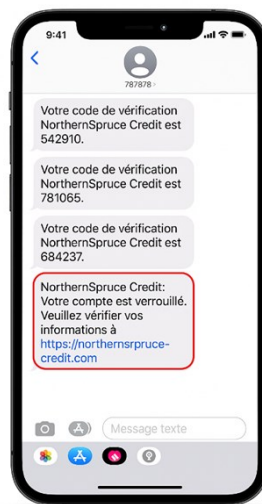 9:41
787878 ›
Votre code de vérification
NorthernSpruce Credit est
542910.
Votre code de vérification
NorthernSpruce Credit est
781065.
Votre code de vérification
NorthernSpruce Credit est
684237.
NorthernSpruce Credit:
Votre compte est verrouillé.
Veuillez vérifier vos
informations à
https://northernsrpruce-
credit.com
Message texte